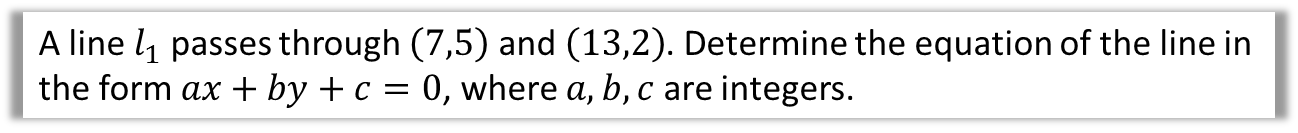 A line 𝑙₁ passes through (7,5) and (13,2). Determine the equation of the line in
the form 𝑎𝑥 + 𝑏𝑦 + 𝑐 = 0, where 𝑎, 𝑏, 𝑐 are integers.